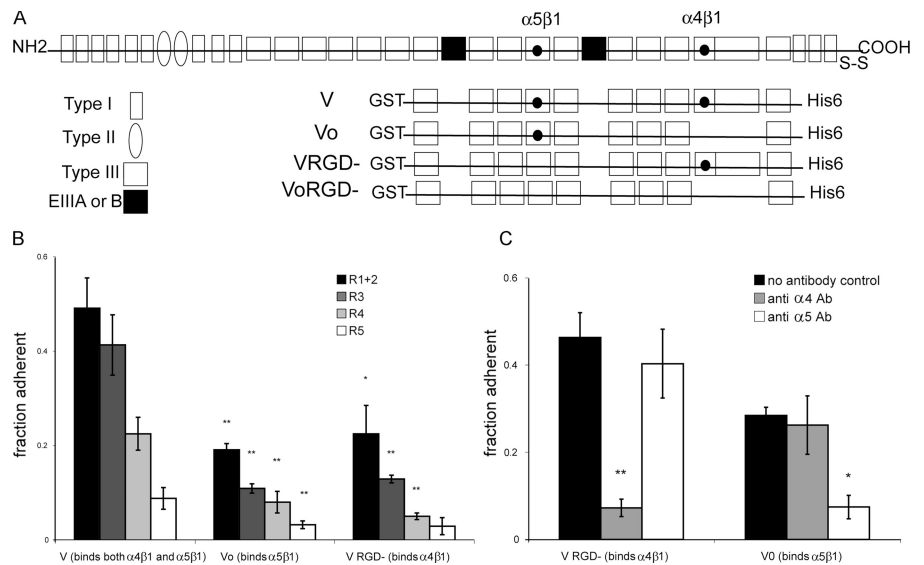 A
α5β1
α4β1
NH2
COOH
S-S
Type I
Type II
Type III
EIIIA or B
V GST His6
Vo GST His6
VRGD- GST His6
VoRGD- GST His6
B
fraction adherent
0.6
0.4
0.2
0
R1+2
R3
R4
R5
**
**
**
**
*
**
**
V (binds both α4β1 and α5β1)
Vo (binds α5β1)
V RGD- (binds α4β1)
C
fraction adherent
0.6
0.4
0.2
0
no antibody control
anti α4 Ab
anti α5 Ab
**
*
V RGD- (binds α4β1)
V0 (binds α5β1)